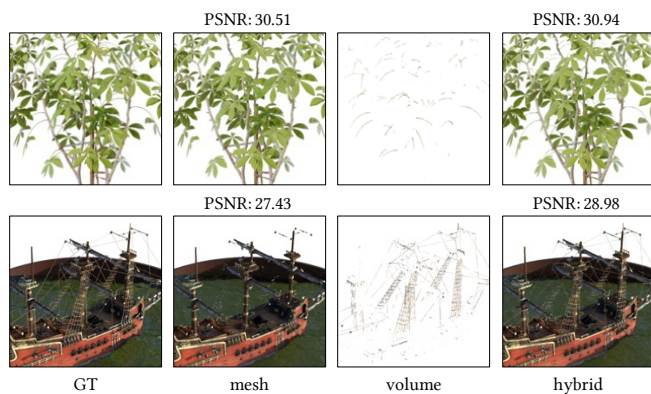 PSNR: 30.51 PSNR: 30.94
PSNR: 27.43 PSNR: 28.98
GT mesh volume hybrid